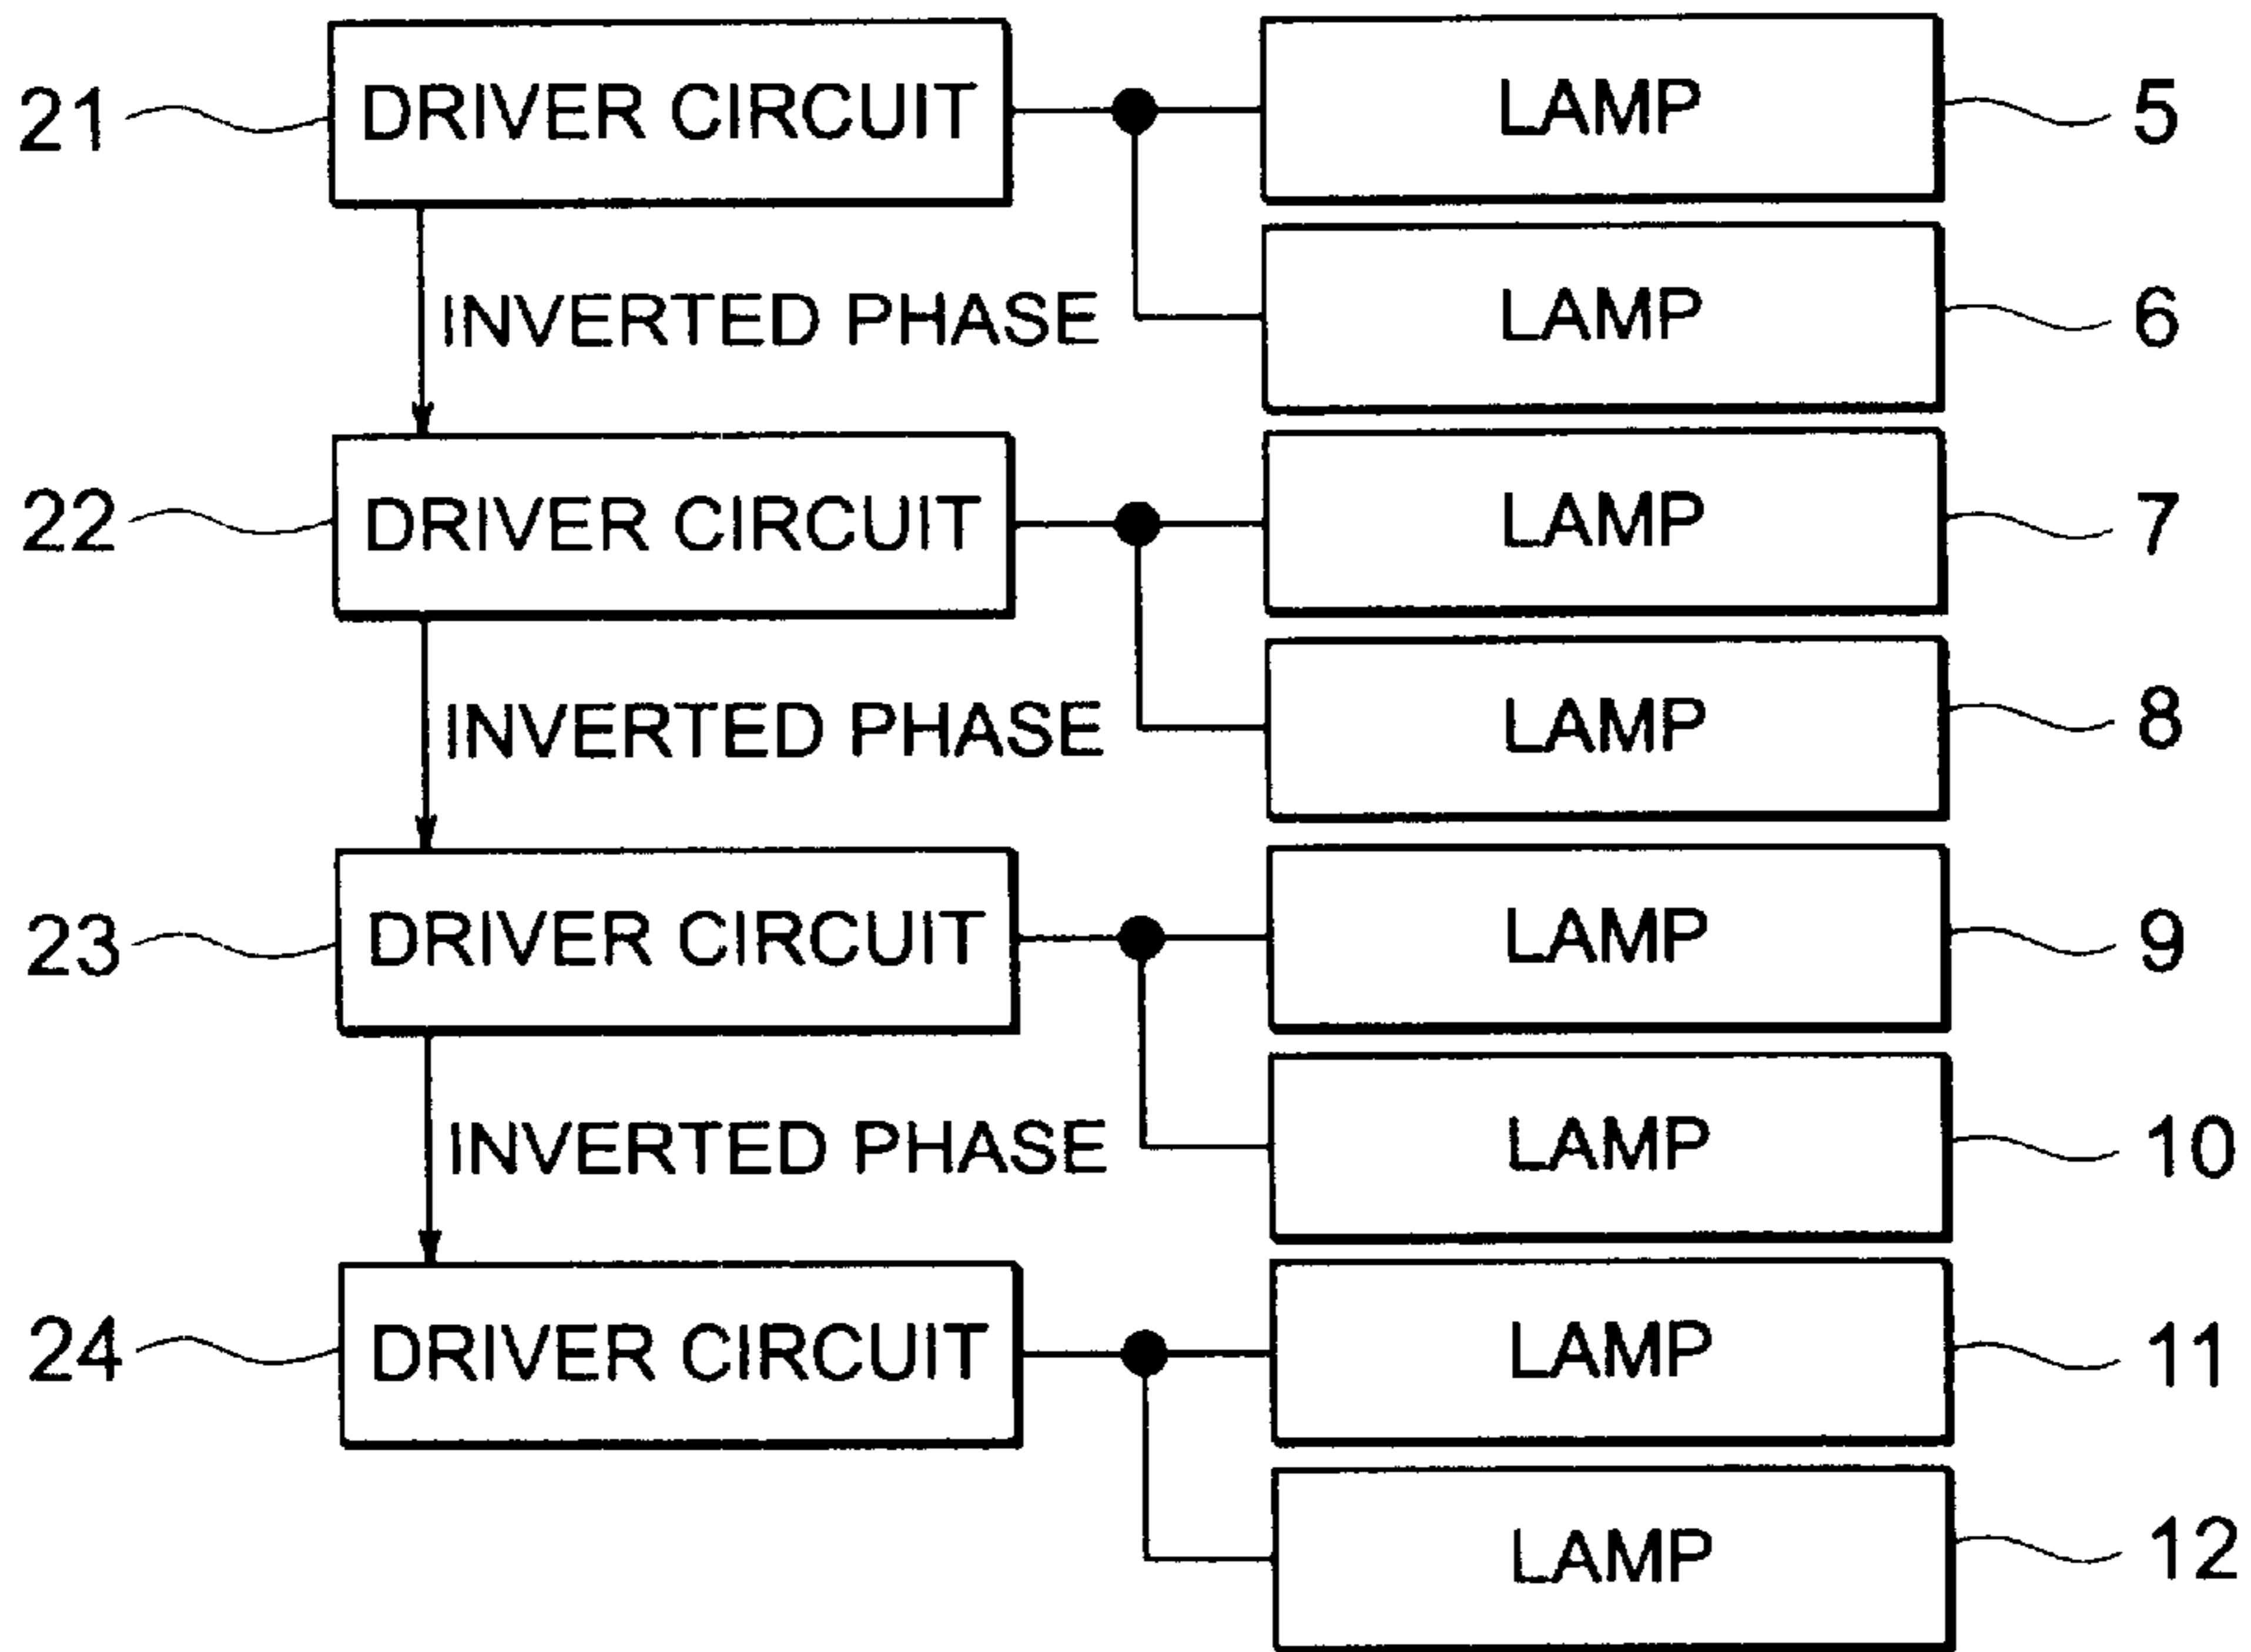 21 DRIVER CIRCUIT LAMP 5
INVERTED PHASE LAMP 6
22 DRIVER CIRCUIT LAMP 7
INVERTED PHASE LAMP 8
23 DRIVER CIRCUIT LAMP 9
INVERTED PHASE LAMP 10
24 DRIVER CIRCUIT LAMP 11
LAMP 12